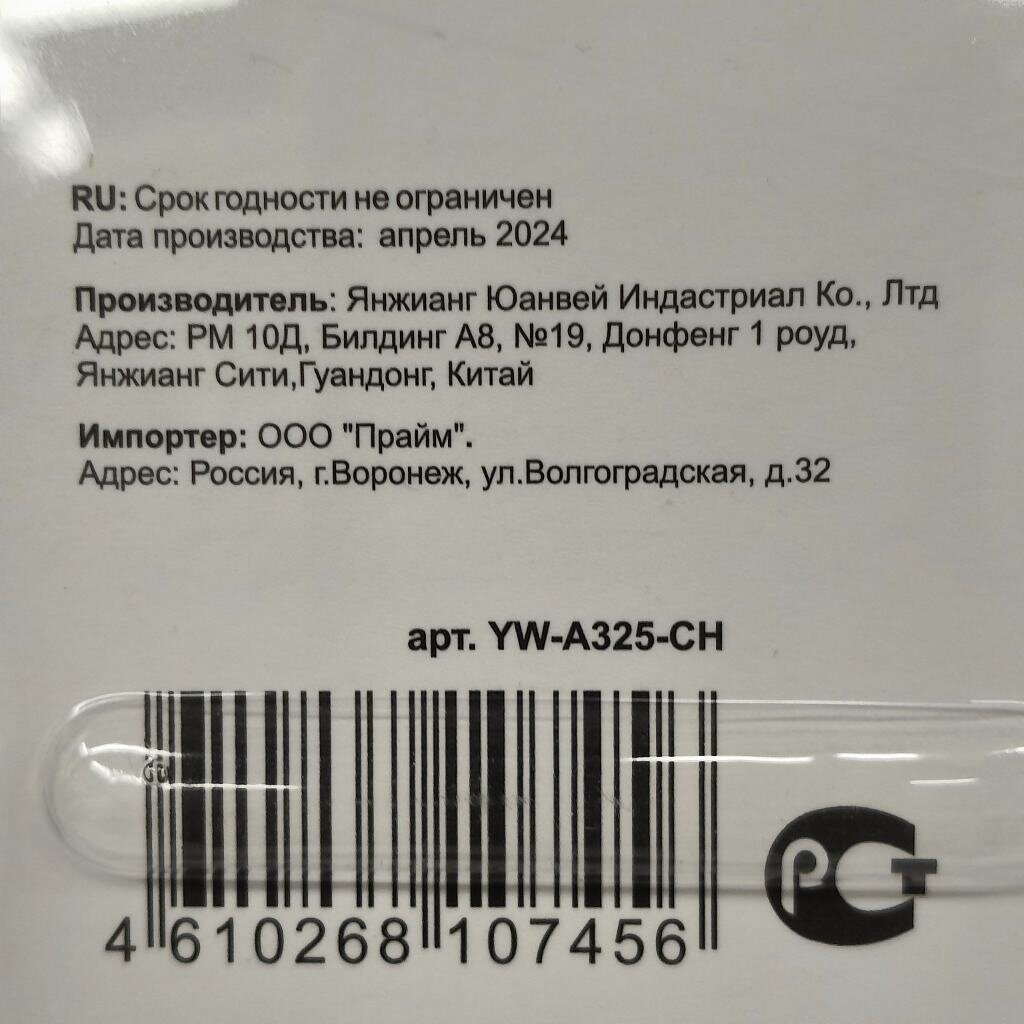 RU: Срок годности не ограничен
Дата производства: апрель 2024
Производитель: Янжианг Юанвей Индастриал Ко., Лтд
Адрес: РМ 10Д, Билдинг А8, №19, Донфенг 1 роуд,
Янжианг Сити,Гуандонг, Китай
Импортер: ООО "Прайм".
Адрес: Россия, г.Воронеж, ул.Волгоградская, д.32
арт. YW-A325-CH
4 610268 107456
РСТ